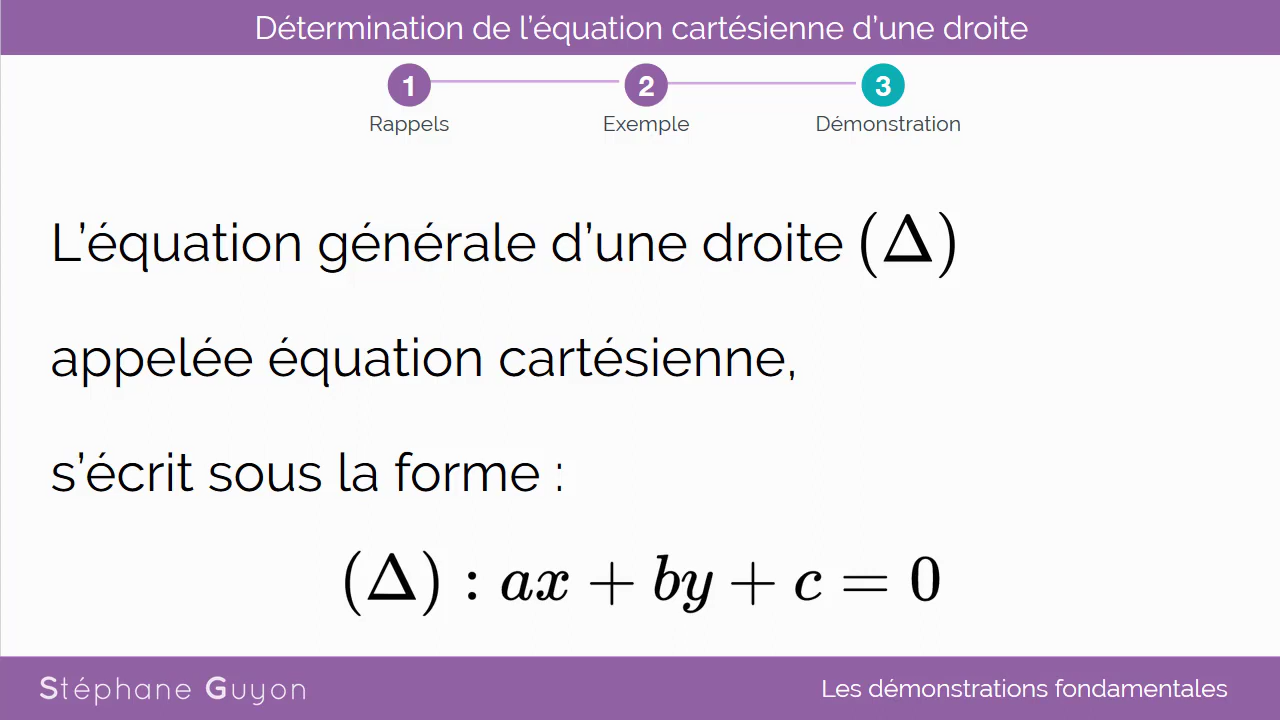 Détermination de l’équation cartésienne d’une droite
1 2 3
Rappels Exemple Démonstration
L’équation générale d’une droite (Δ)
appelée équation cartésienne,
s’écrit sous la forme :
(Δ) : ax + by + c = 0
Stéphane Guyon Les démonstrations fondamentales